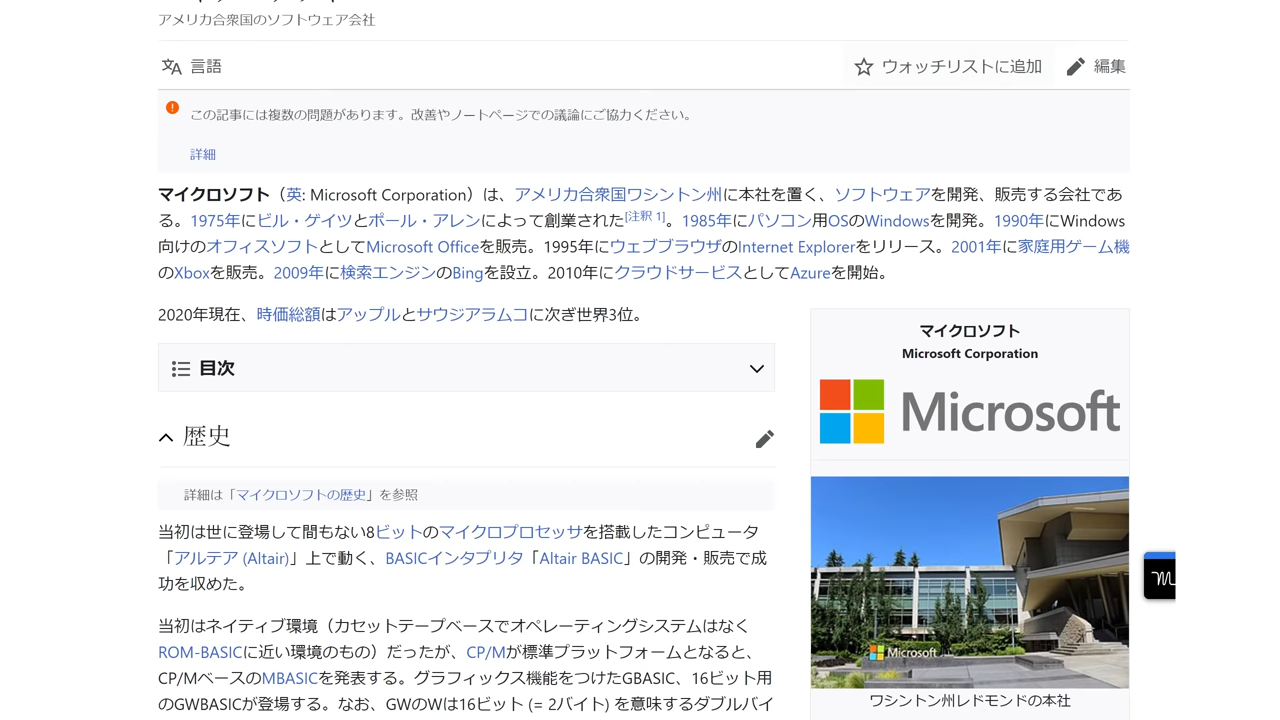 アメリカ合衆国のソフトウェア会社
言語
ウォッチリストに追加
編集
この記事には複数の問題があります。改善やノートページでの議論にご協力ください。
詳細
マイクロソフト（英: Microsoft Corporation）は、アメリカ合衆国ワシントン州に本社を置く、ソフトウェアを開発、販売する会社であ
る。1975年にビル・ゲイツとポール・アレンによって創業された[注釈 1]。1985年にパソコン用OSのWindowsを開発。1990年にWindows
向けのオフィスソフトとしてMicrosoft Officeを販売。1995年にウェブブラウザのInternet Explorerをリリース。2001年に家庭用ゲーム機
のXboxを販売。2009年に検索エンジンのBingを設立。2010年にクラウドサービスとしてAzureを開始。
2020年現在、時価総額はアップルとサウジアラムコに次ぎ世界3位。
目次
歴史
詳細は「マイクロソフトの歴史」を参照
当初は世に登場して間もない8ビットのマイクロプロセッサを搭載したコンピュータ
「アルテア (Altair)」上で動く、BASICインタプリタ「Altair BASIC」の開発・販売で成
功を収めた。
当初はネイティブ環境（カセットテープベースでオペレーティングシステムはなく
ROM-BASICに近い環境のもの）だったが、CP/Mが標準プラットフォームとなると、
CP/MベースのMBASICを発表する。グラフィックス機能をつけたGBASIC、16ビット用
のGWBASICが登場する。なお、GWのWは16ビット (= 2バイト) を意味するダブルバイ
マイクロソフト
Microsoft Corporation
Microsoft
Microsoft
ワシントン州レドモンドの本社